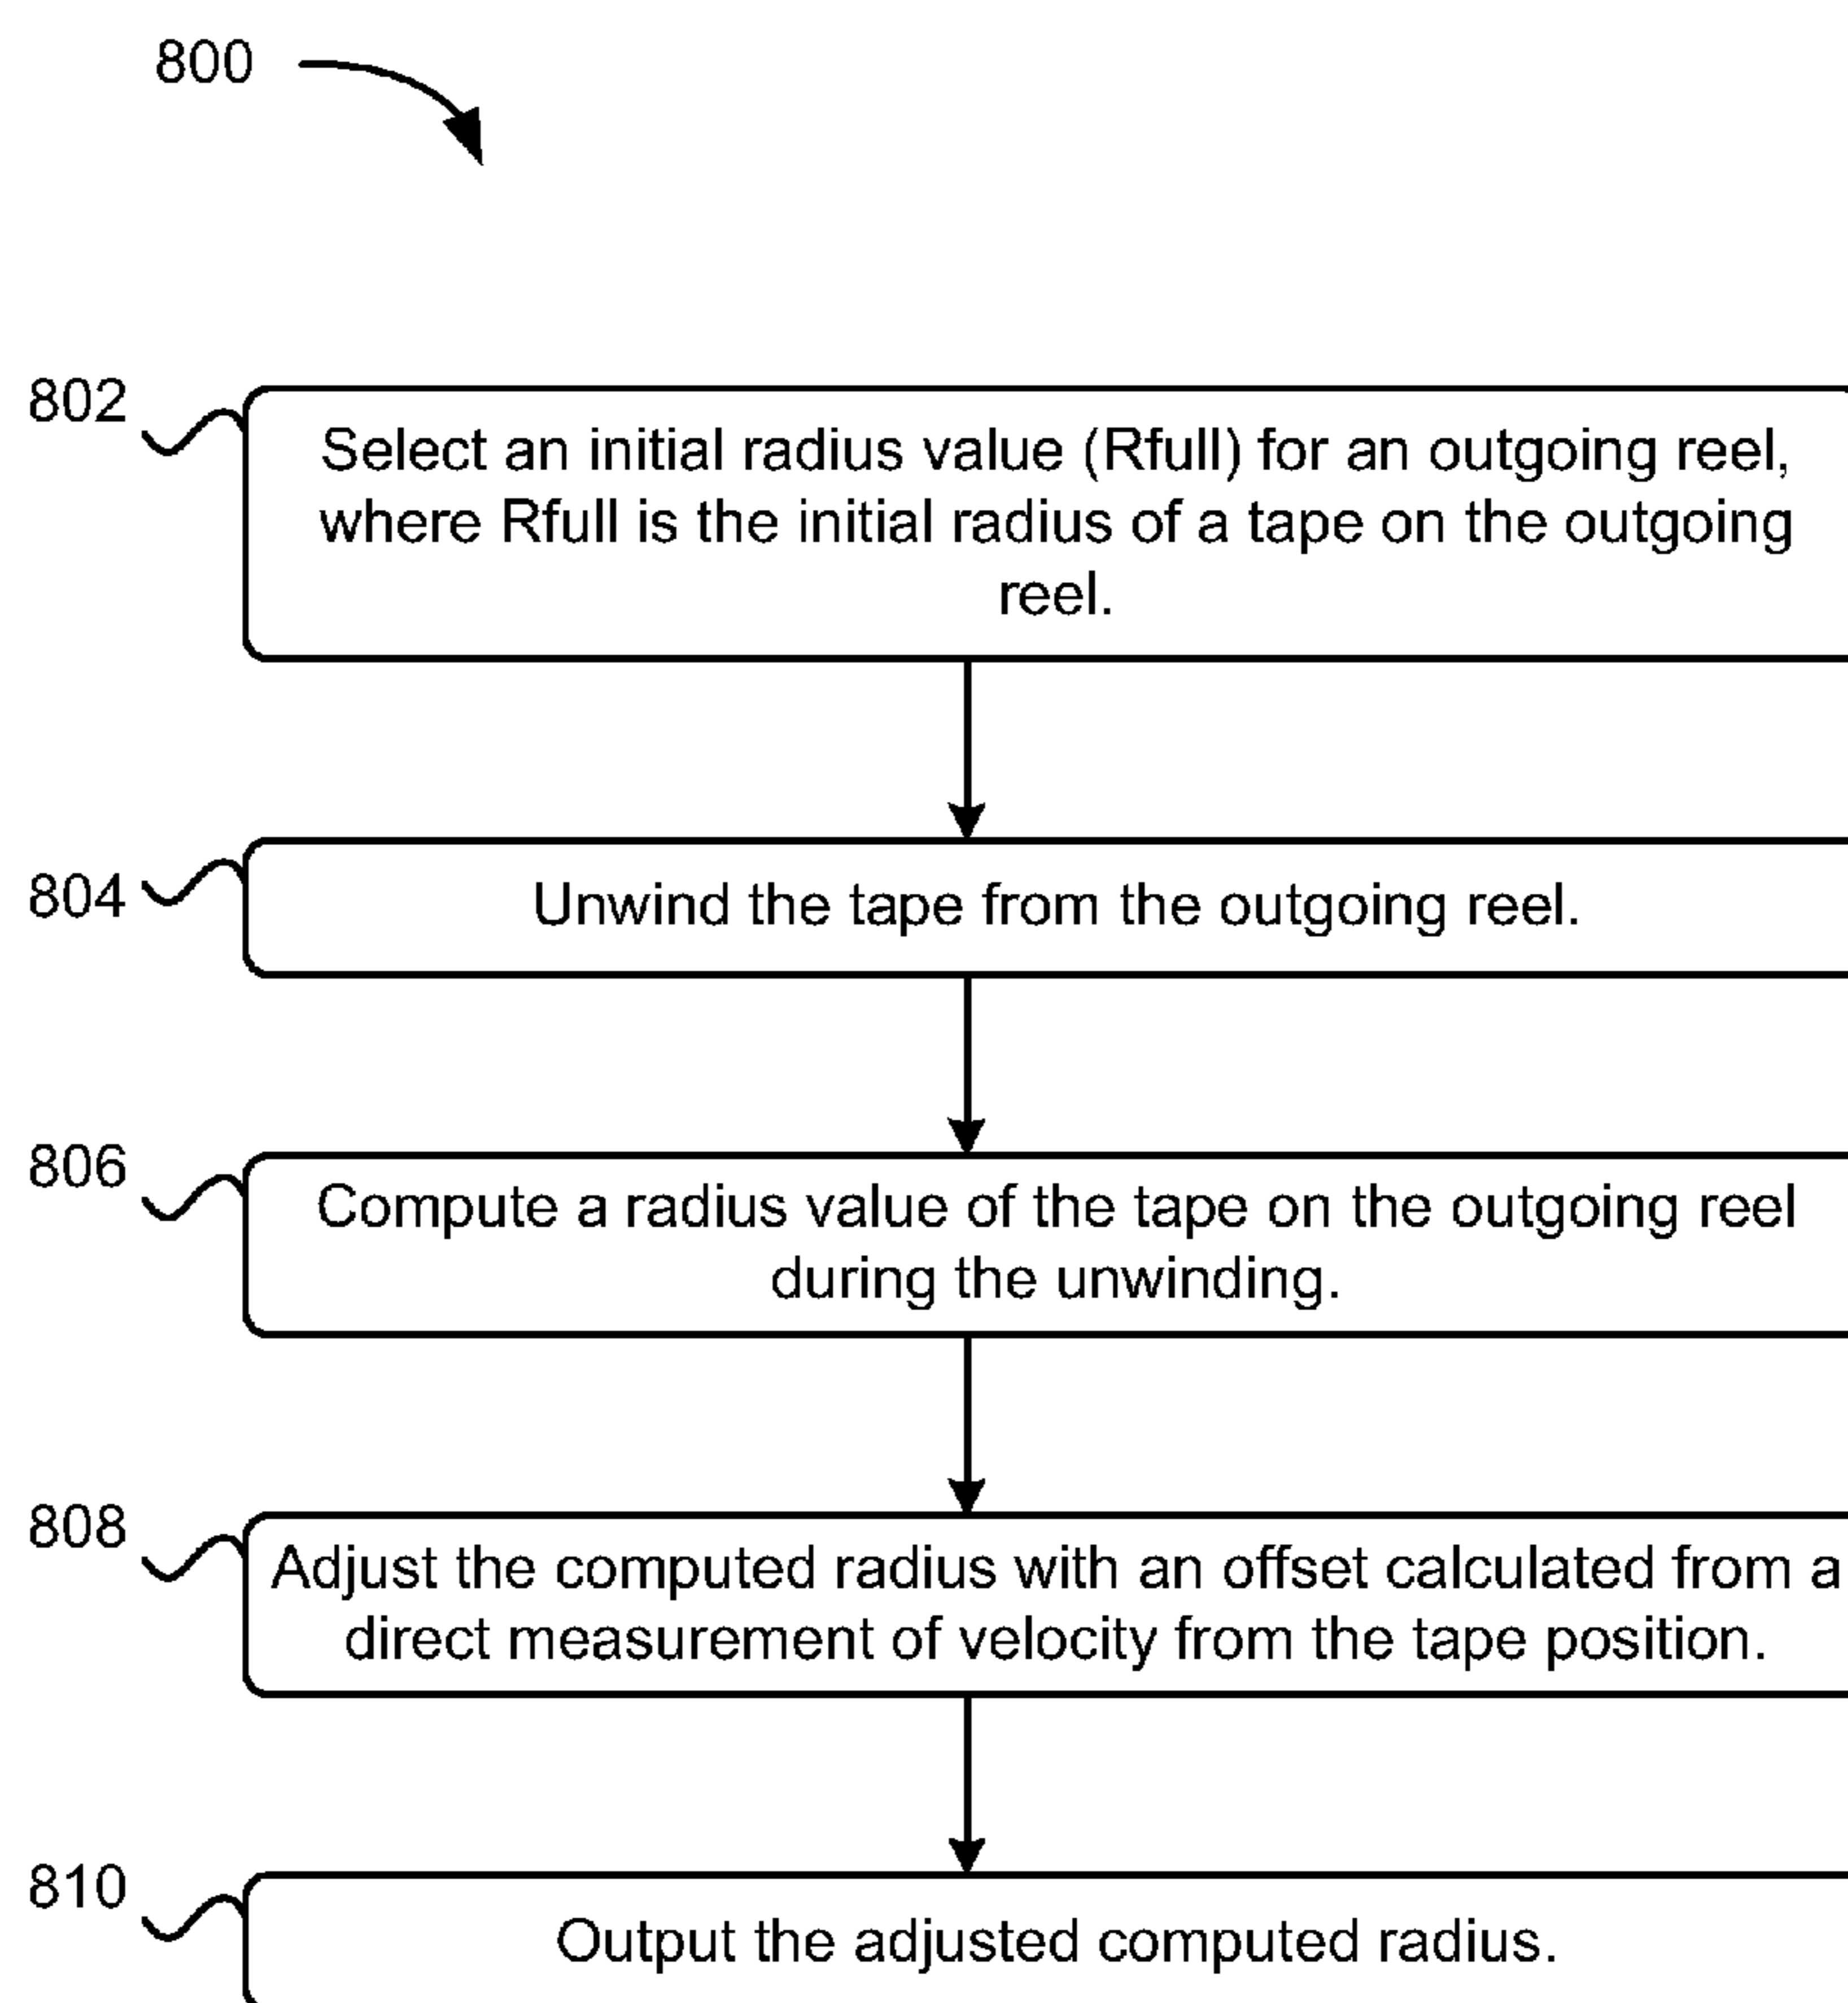 800
802
Select an initial radius value (Rfull) for an outgoing reel,
where Rfull is the initial radius of a tape on the outgoing
reel.
804
Unwind the tape from the outgoing reel.
806
Compute a radius value of the tape on the outgoing reel
during the unwinding.
808
Adjust the computed radius with an offset calculated from a
direct measurement of velocity from the tape position.
810
Output the adjusted computed radius.